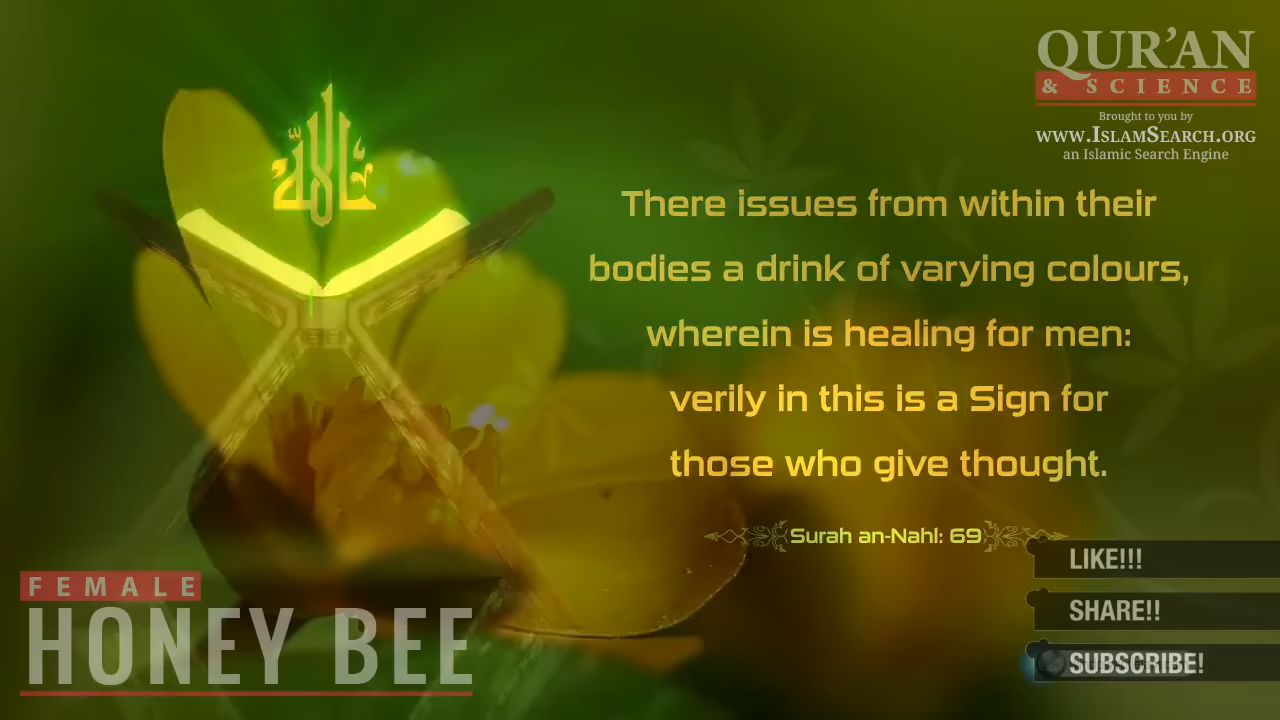 QUR'AN
& SCIENCE
Brought to you by
www.IslamSearch.org
an Islamic Search Engine
الله
There issues from within their
bodies a drink of varying colours,
wherein is healing for men:
verily in this is a Sign for
those who give thought.
Surah an-Nahl: 69
FEMALE
HONEY BEE
LIKE!!!
SHARE!!
SUBSCRIBE!